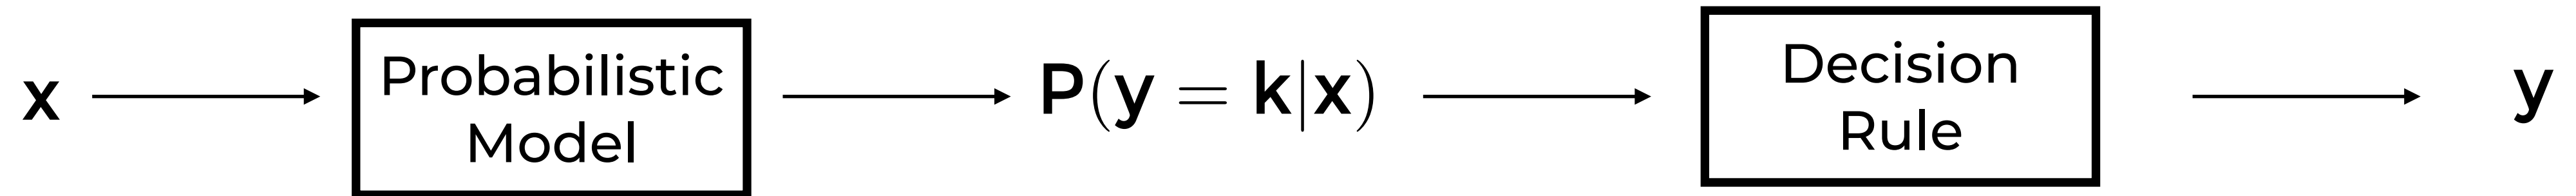 x
Probabilistic
Model
P(y = k|x)
Decision
Rule
y